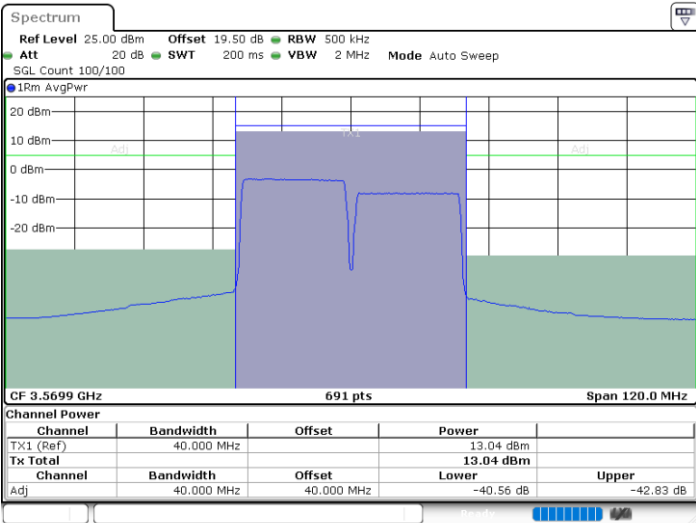 Spectrum
Ref Level 25.00 dBm Offset 19.50 dB RBW 500 kHz
Att 20 dB SWT 200 ms VBW 2 MHz Mode Auto Sweep
SGL Count 100/100
1Rm AvgPwr
20 dBm
TX1
10 dBm
Adj Adj
0 dBm
-10 dBm
-20 dBm
CF 3.5699 GHz 691 pts Span 120.0 MHz
Channel Power
Channel Bandwidth Offset Power
TX1 (Ref) 40.000 MHz 13.04 dBm
Tx Total 13.04 dBm
Channel Bandwidth Offset Lower Upper
Adj 40.000 MHz 40.000 MHz -40.56 dB -42.83 dB
Ready